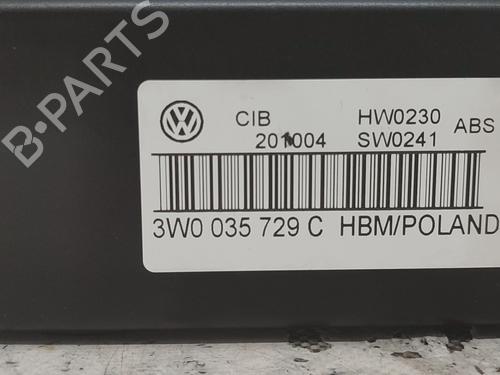 B-PARTS
CIB HW0230 ABS
201004 SW0241
3W0 035 729 C HBM/POLAND